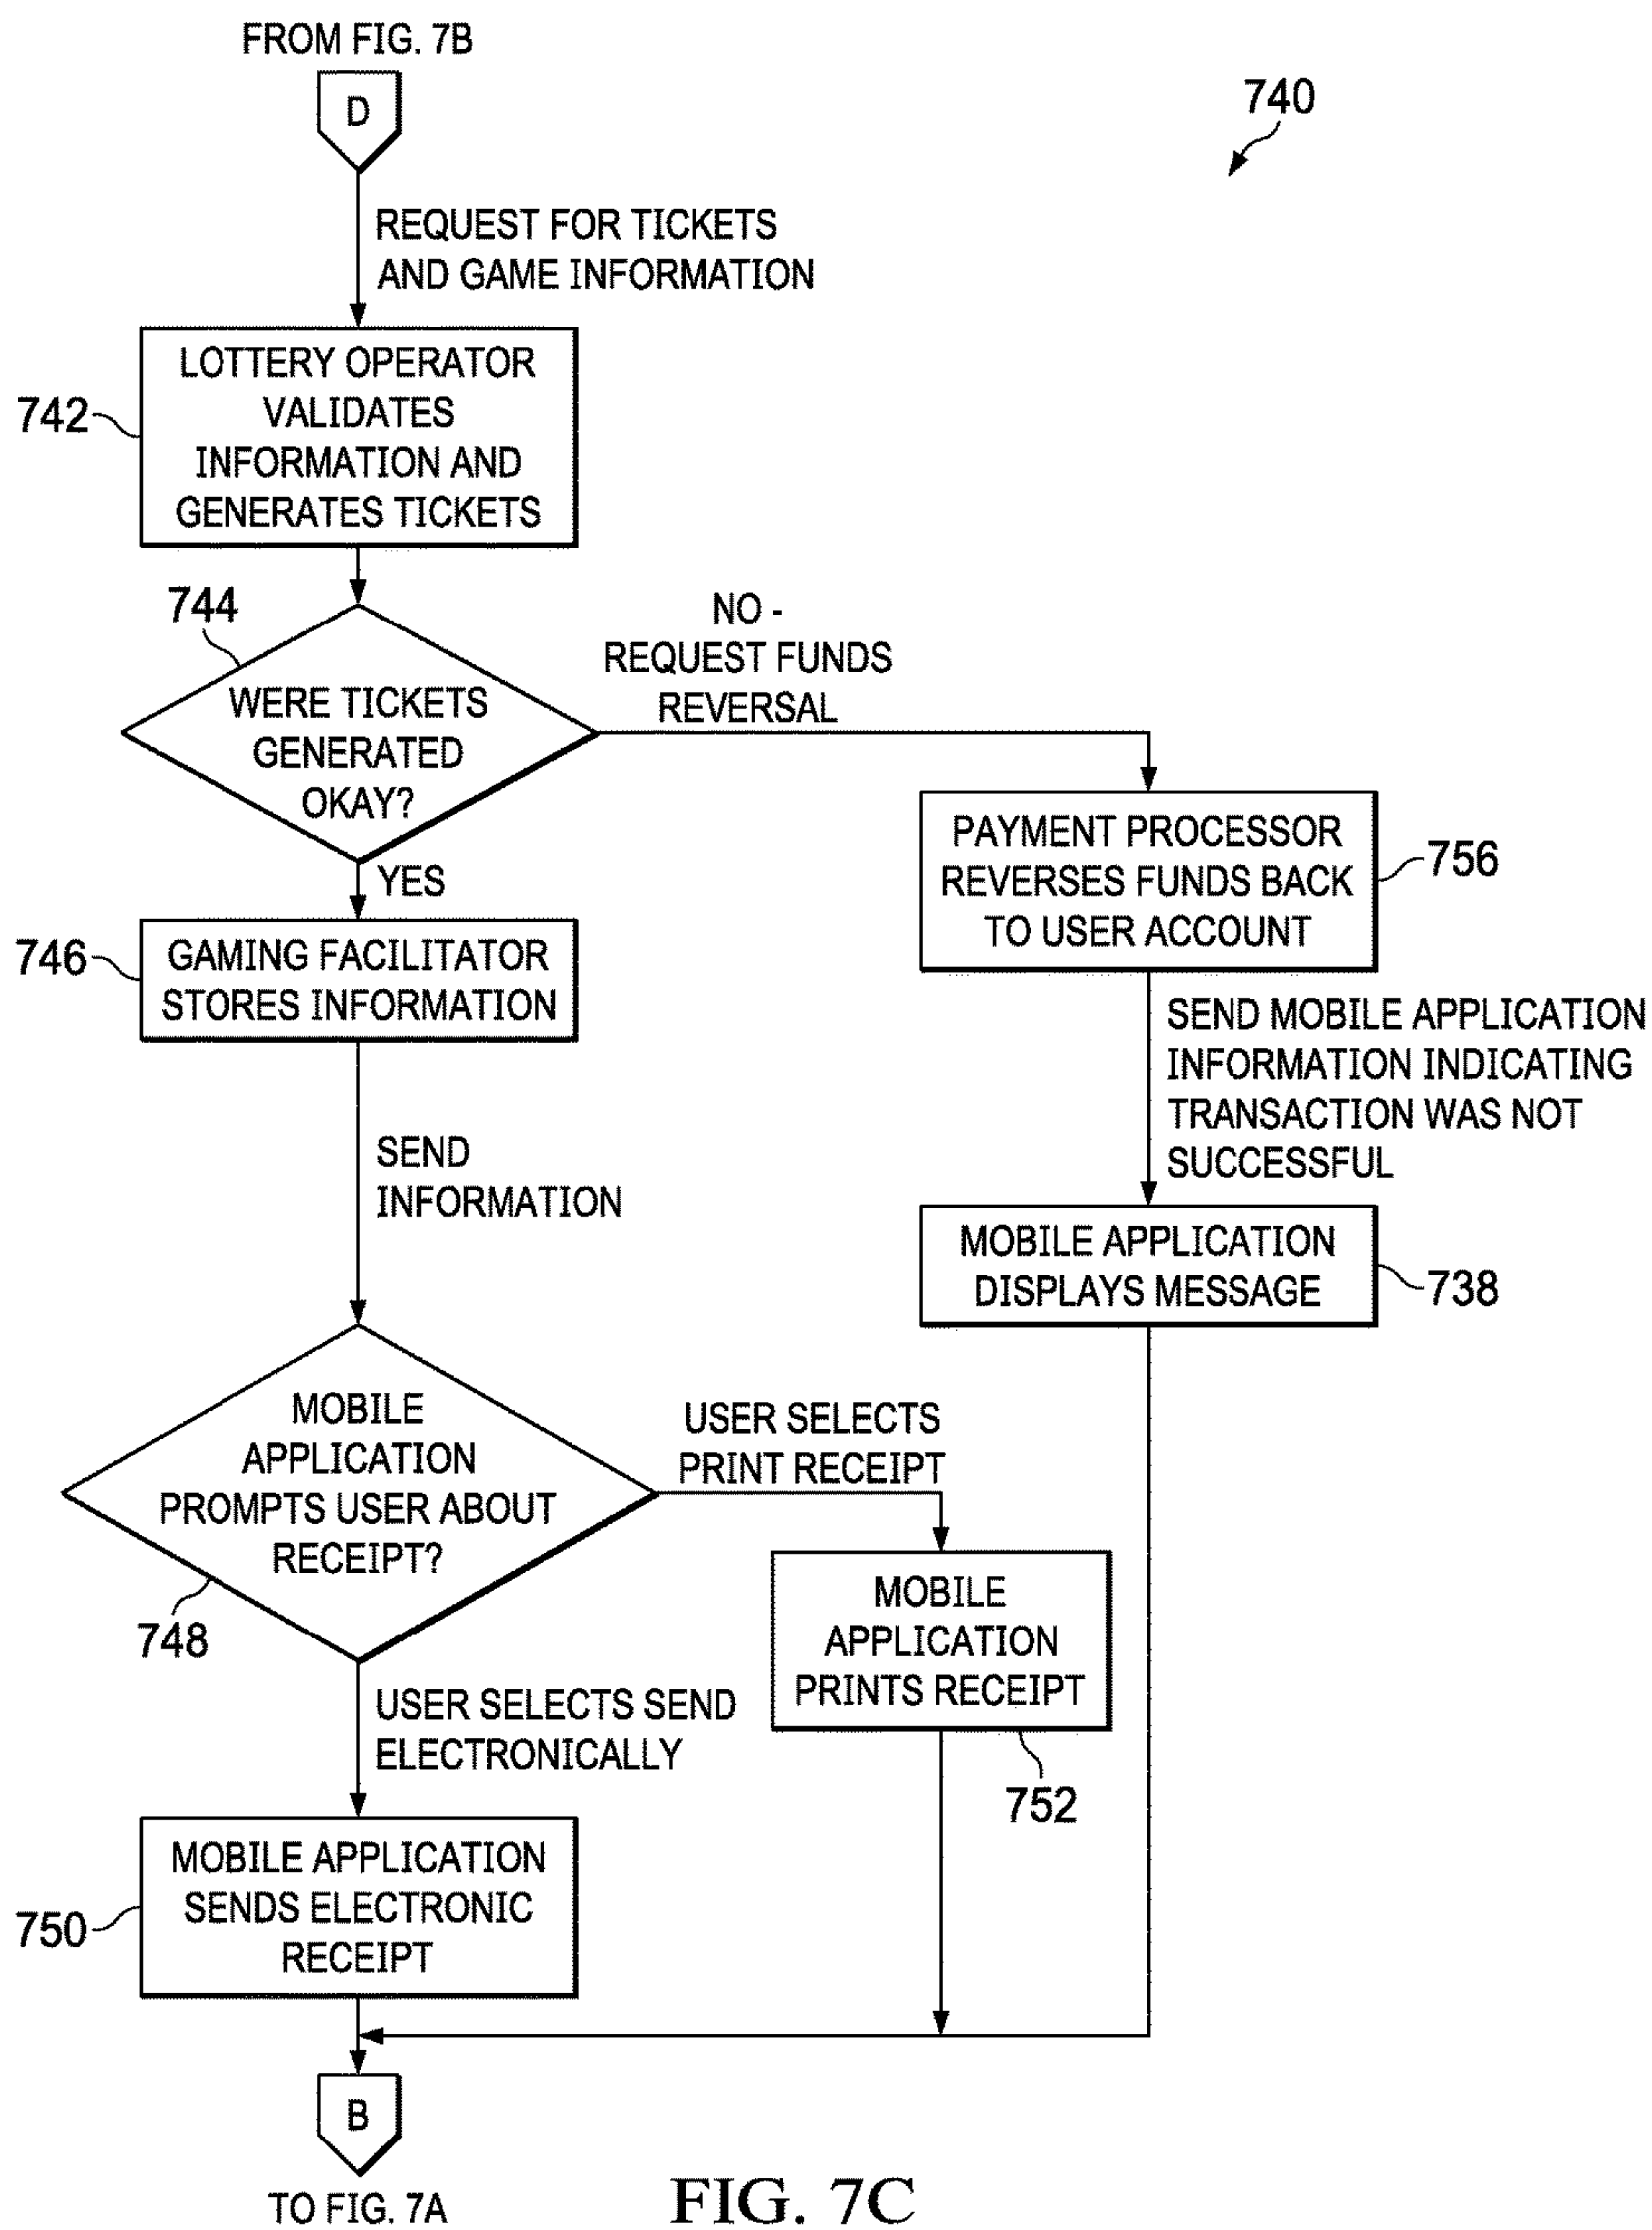 FROM FIG. 7B
D
740
REQUEST FOR TICKETS
AND GAME INFORMATION
742
LOTTERY OPERATOR
VALIDATES
INFORMATION AND
GENERATES TICKETS
744
WERE TICKETS
GENERATED
OKAY?
NO -
REQUEST FUNDS
REVERSAL
YES
756
PAYMENT PROCESSOR
REVERSES FUNDS BACK
TO USER ACCOUNT
746
GAMING FACILITATOR
STORES INFORMATION
SEND MOBILE APPLICATION
INFORMATION INDICATING
TRANSACTION WAS NOT
SUCCESSFUL
SEND
INFORMATION
MOBILE APPLICATION
DISPLAYS MESSAGE
738
MOBILE
APPLICATION
PROMPTS USER ABOUT
RECEIPT?
748
USER SELECTS
PRINT RECEIPT
MOBILE
APPLICATION
PRINTS RECEIPT
752
USER SELECTS SEND
ELECTRONICALLY
750
MOBILE APPLICATION
SENDS ELECTRONIC
RECEIPT
B
TO FIG. 7A
FIG. 7C